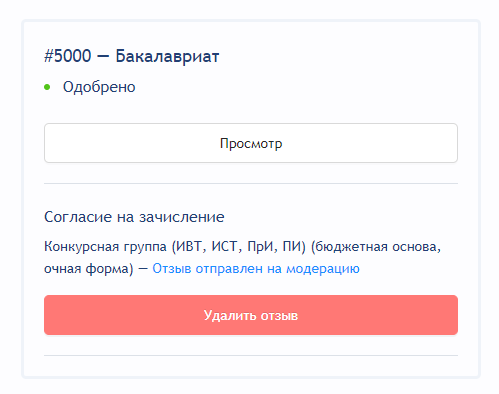 #5000 — Бакалавриат
Одобрено
Просмотр
Согласие на зачисление
Конкурсная группа (ИВТ, ИСТ, ПрИ, ПИ) (бюджетная основа,
очная форма) — Отзыв отправлен на модерацию
Удалить отзыв